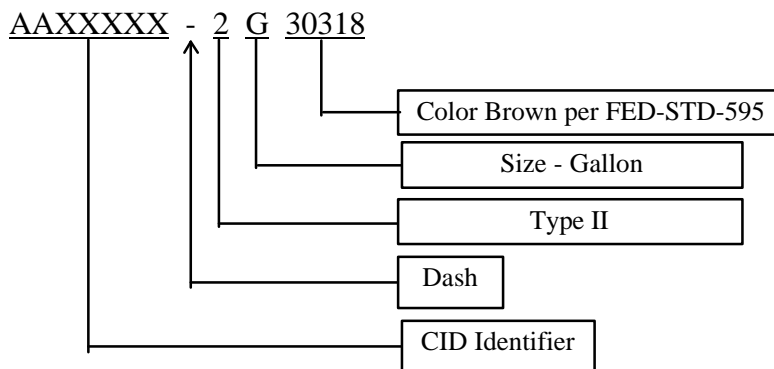 AAXXXXX - 2 G 30318
Color Brown per FED-STD-595
Size - Gallon
Type II
Dash
CID Identifier